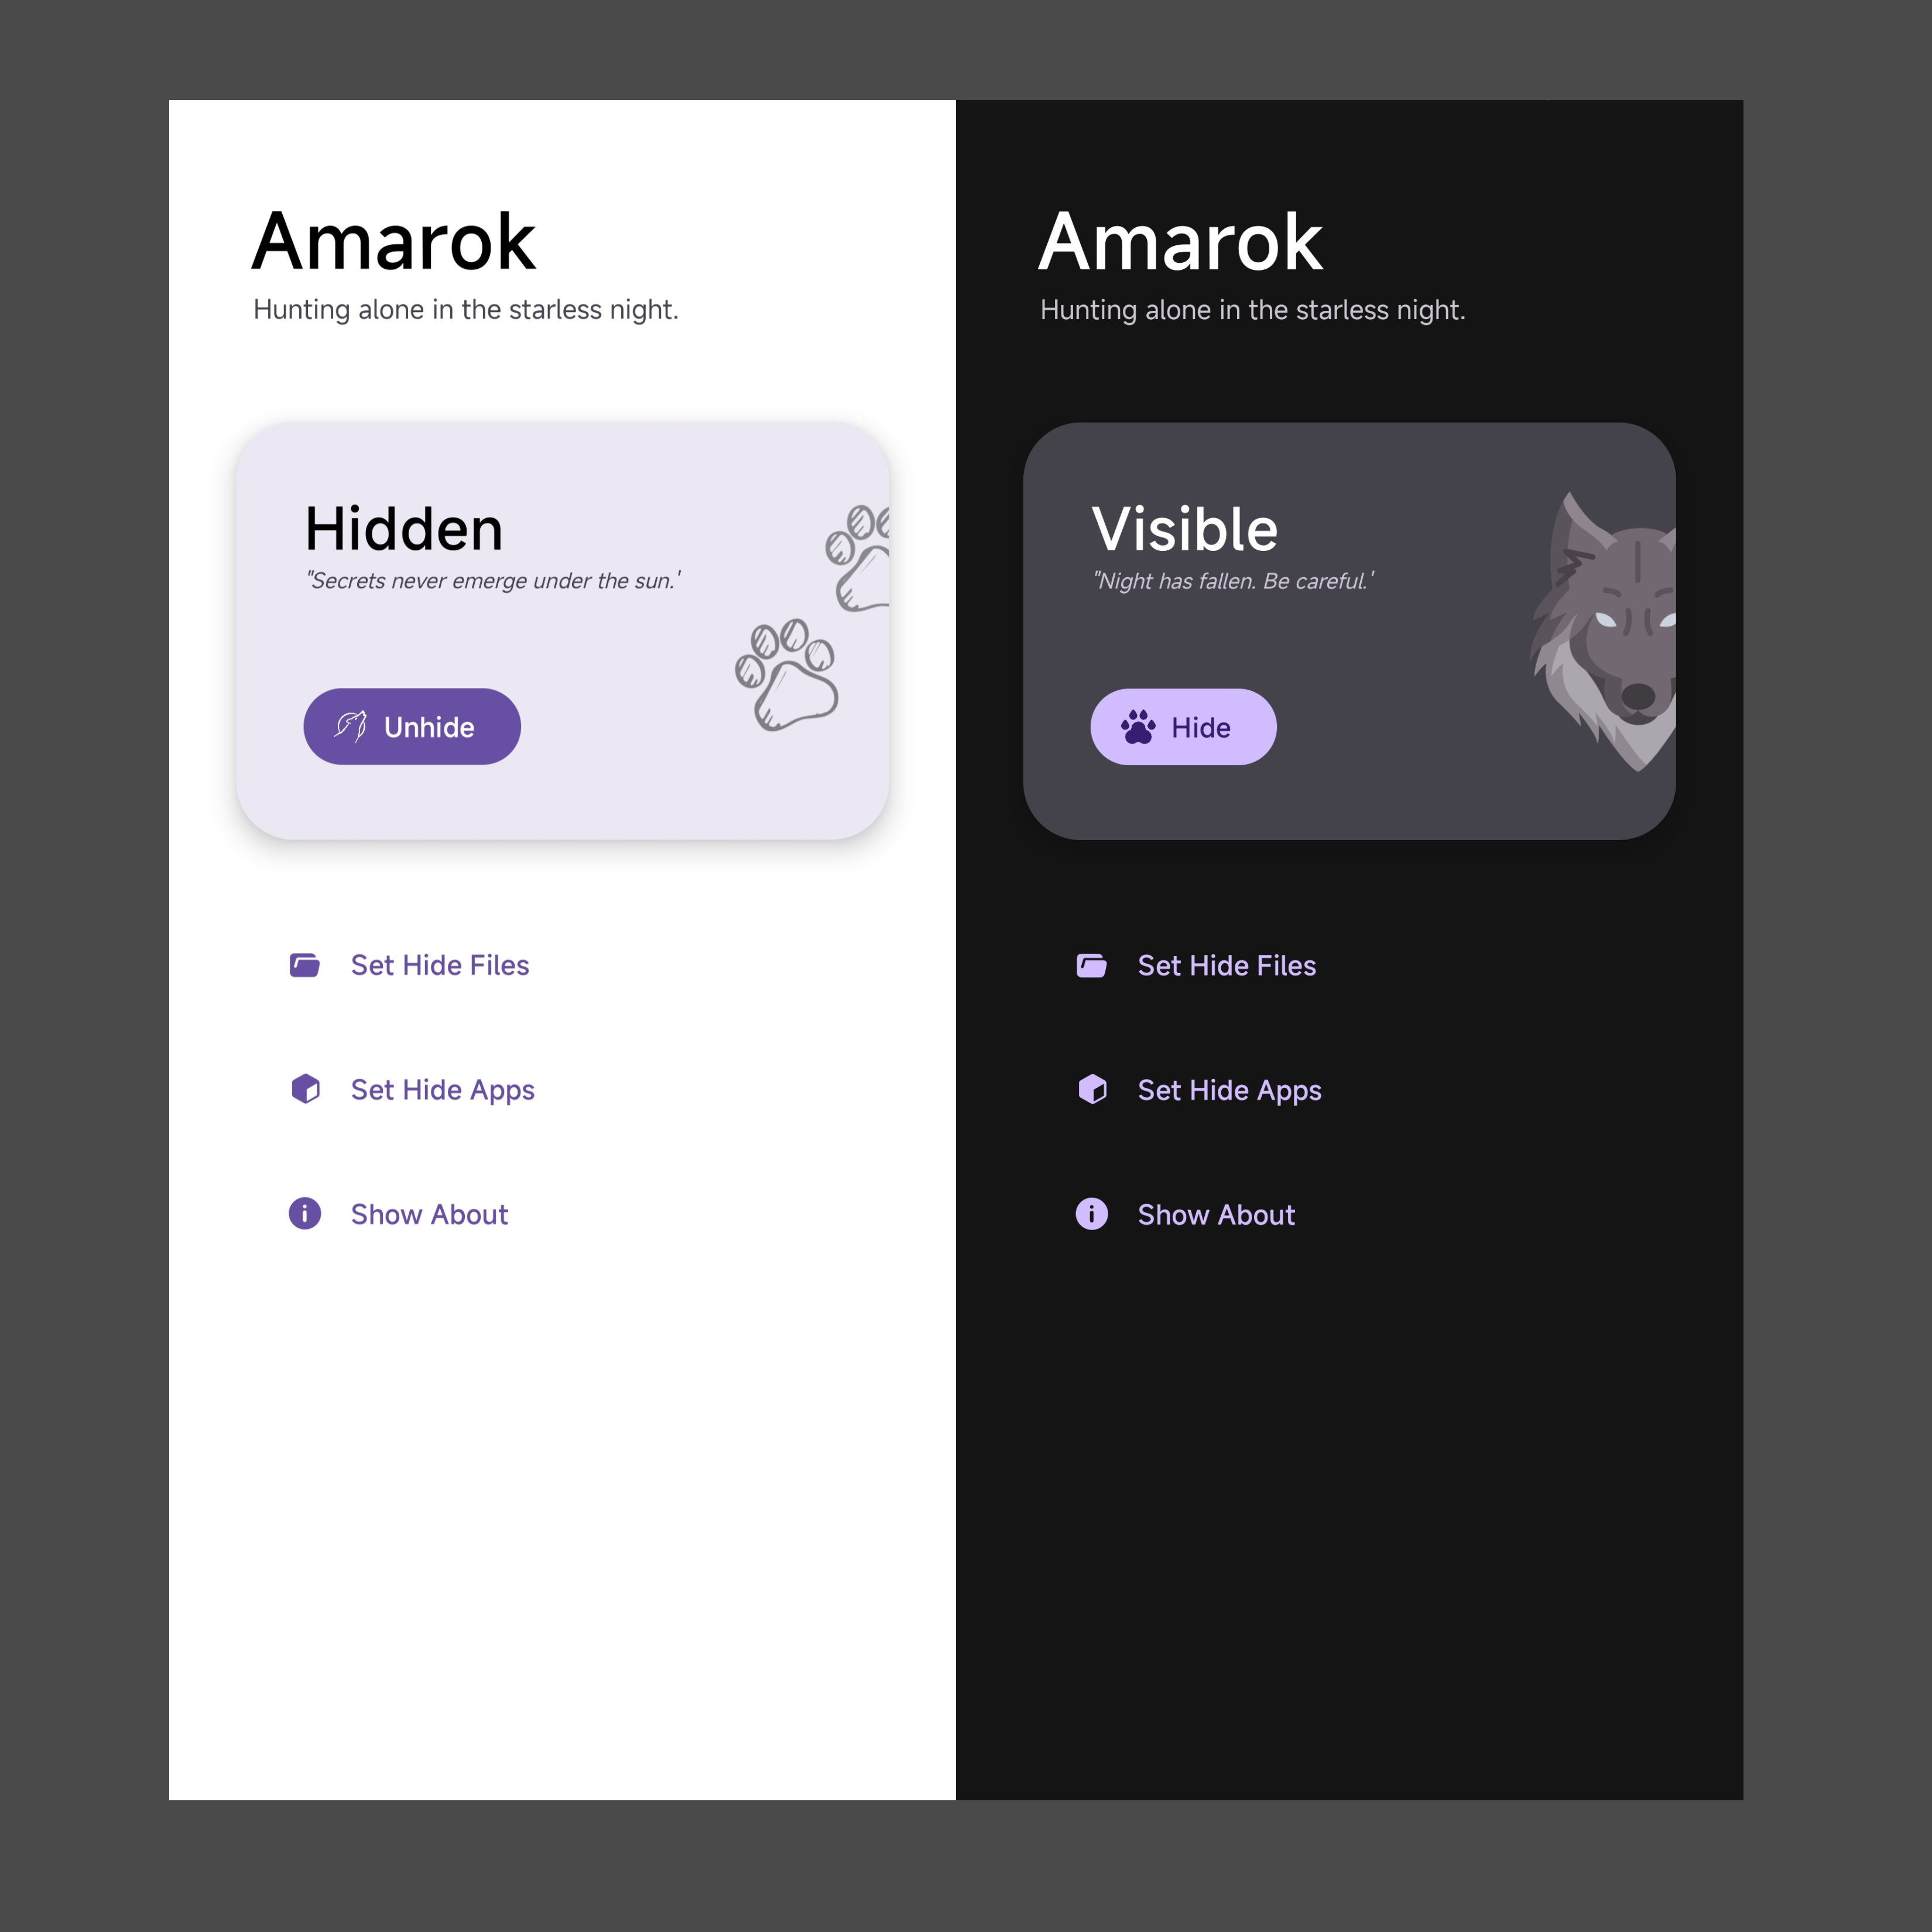 Amarok
Hunting alone in the starless night.
Hidden
"Secrets never emerge under the sun.'
Unhide
Set Hide Files
Set Hide Apps
Show About
Amarok
Hunting alone in the starless night.
Visible
"Night has fallen. Be careful.'
Hide
Set Hide Files
Set Hide Apps
Show About